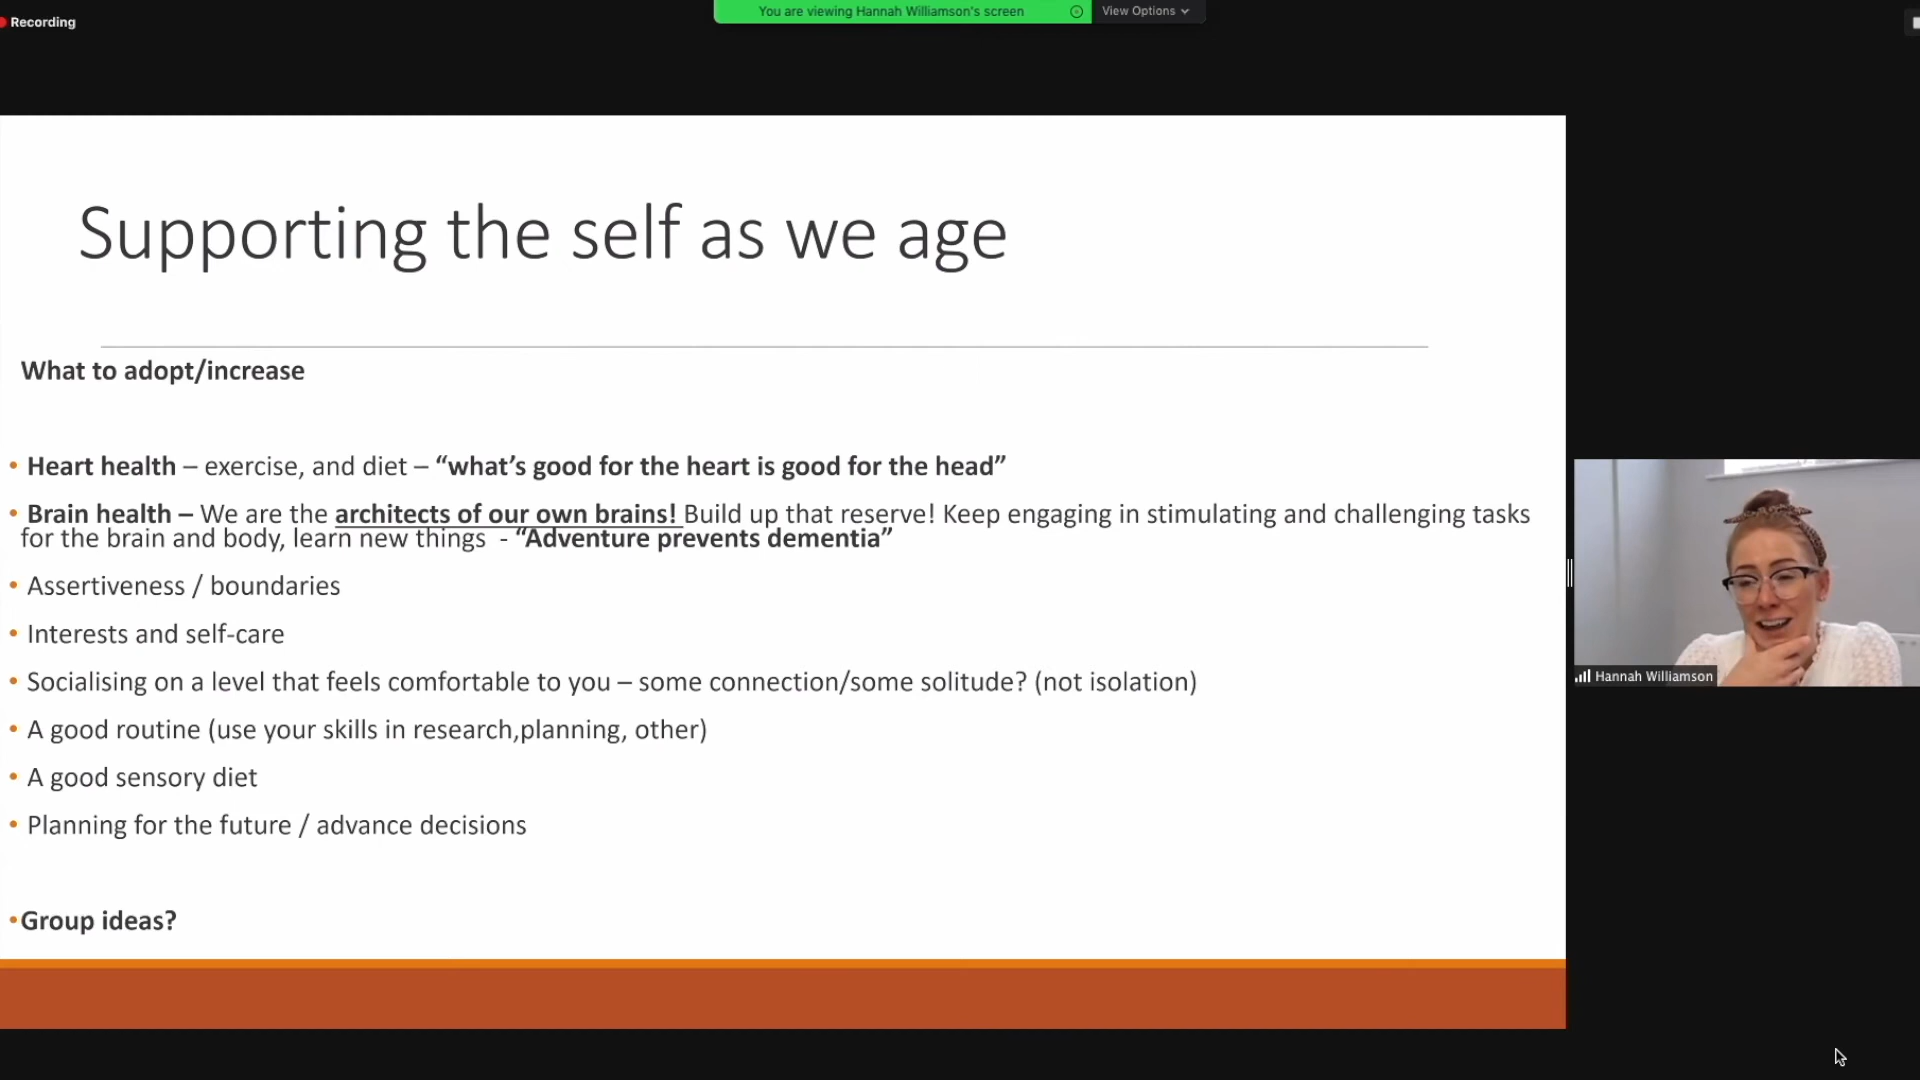 Recording
You are viewing Hannah Williamson's screen
View Options
Supporting the self as we age
What to adopt/increase
• Heart health – exercise, and diet – “what’s good for the heart is good for the head”
• Brain health – We are the architects of our own brains! Build up that reserve! Keep engaging in stimulating and challenging tasks
for the brain and body, learn new things - “Adventure prevents dementia”
• Assertiveness / boundaries
• Interests and self-care
• Socialising on a level that feels comfortable to you – some connection/some solitude? (not isolation)
• A good routine (use your skills in research,planning, other)
• A good sensory diet
• Planning for the future / advance decisions
•Group ideas?
Hannah Williamson